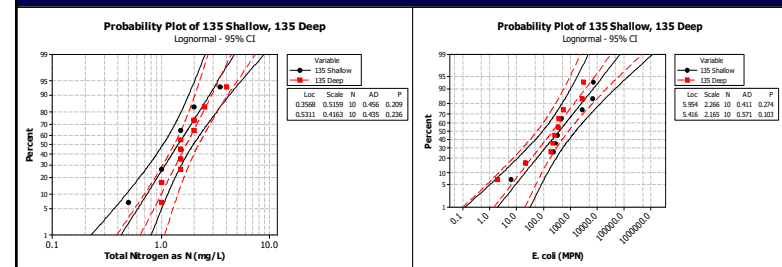 Probability Plot of 135 Shallow, 135 Deep
Lognormal - 95% CI
99
95
90
80
70
60
50
40
30
20
10
5
1
Percent
0.1
1.0
10.0
Total Nitrogen as N (mg/L)
Variable
135 Shallow
135 Deep
Loc Scale N AD P
0.3568 0.5159 10 0.456 0.209
0.5311 0.4163 10 0.435 0.236
Probability Plot of 135 Shallow, 135 Deep
Lognormal - 95% CI
99
95
90
80
70
60
50
40
30
20
10
5
1
Percent
0.1
1.0
10.0
100.0
1000.0
10000.0
100000.0
1000000.0
E. coli (MPN)
Variable
135 Shallow
135 Deep
Loc Scale N AD P
5.954 2.266 10 0.411 0.274
5.416 2.165 10 0.571 0.103